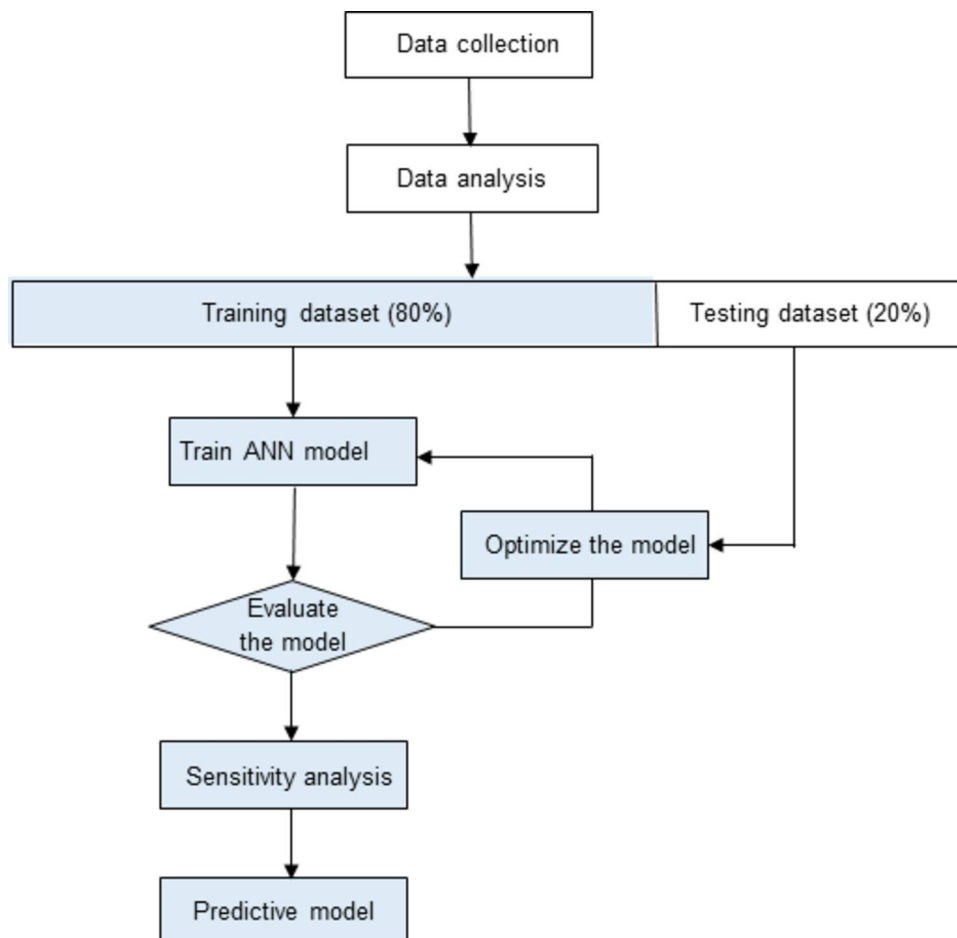 Data collection
Data analysis
Training dataset (80%)
Testing dataset (20%)
Train ANN model
Optimize the model
Evaluate
the model
Sensitivity analysis
Predictive model